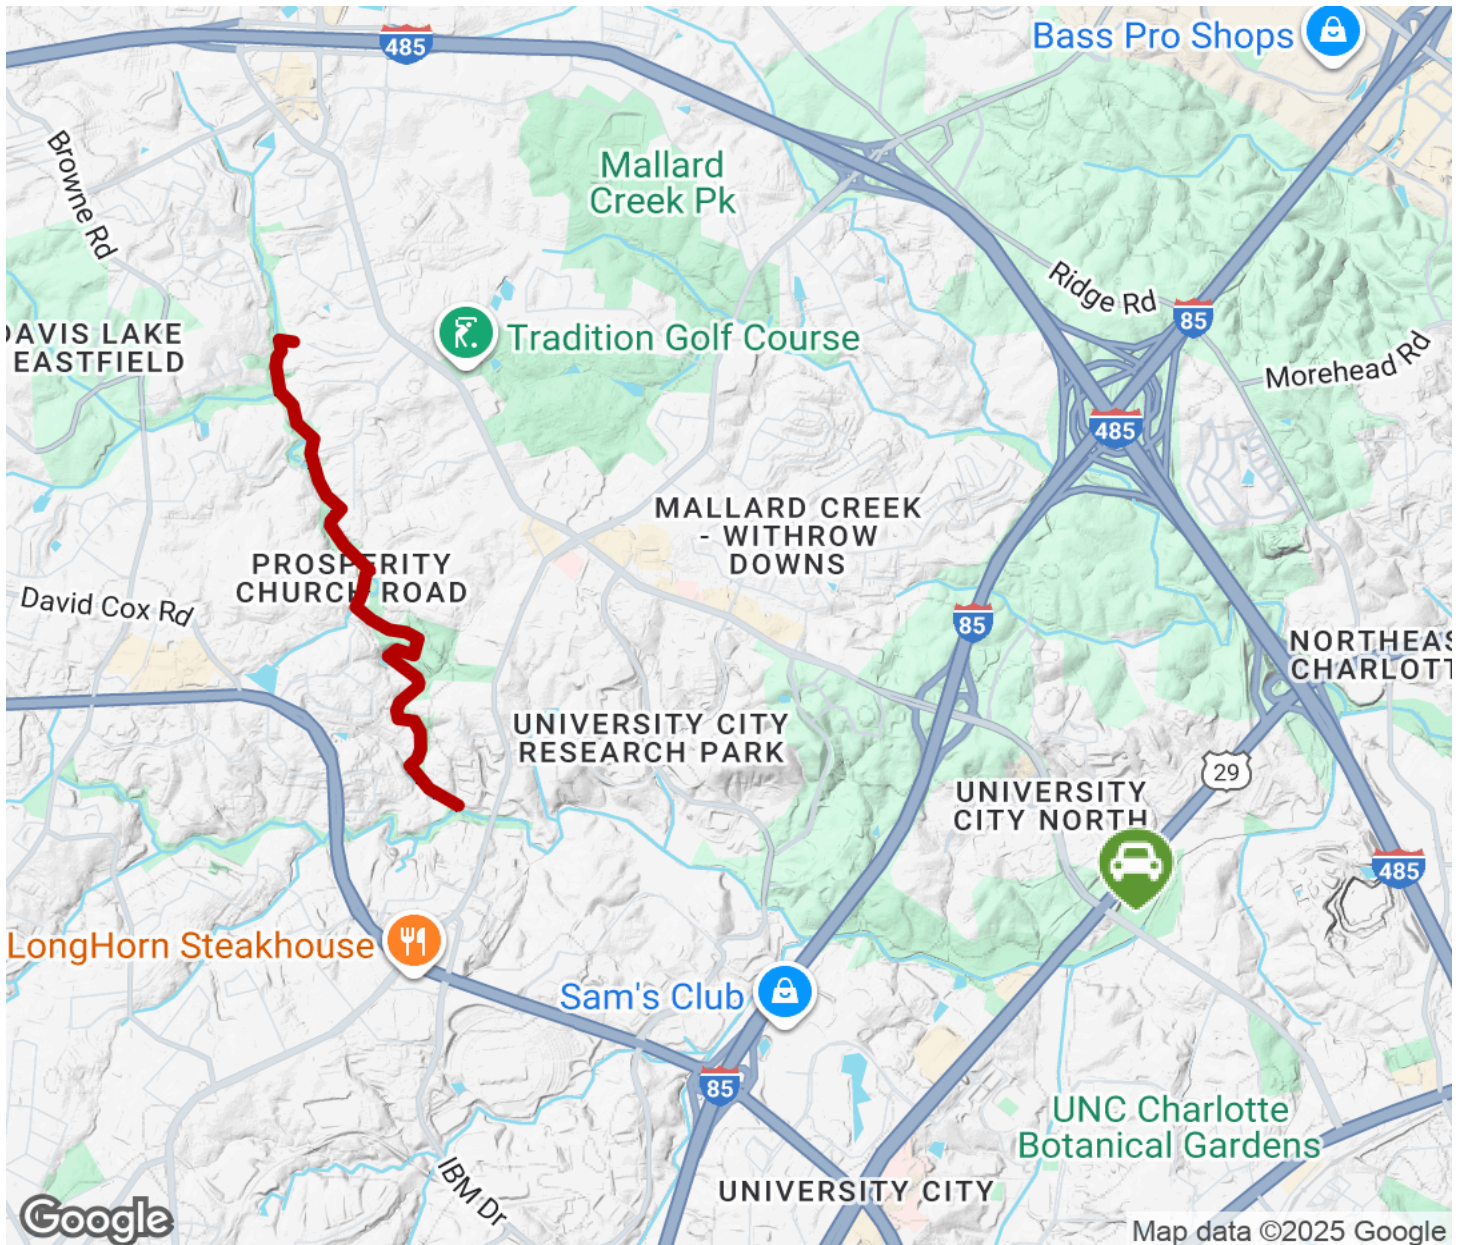 485
Bass Pro Shops
Browne Rd
Mallard
Creek Pk
Ridge Rd
85
DAVIS LAKE
EASTFIELD
Tradition Golf Course
Morehead Rd
485
MALLARD CREEK
- WITHROW
DOWNS
PROSPERITY
CHURCH ROAD
David Cox Rd
85
NORTHEAS
CHARLOTT
UNIVERSITY CITY
RESEARCH PARK
29
UNIVERSITY
CITY NORTH
485
LongHorn Steakhouse
Sam's Club
85
UNC Charlotte
Botanical Gardens
IBM Dr
UNIVERSITY CITY
Google
Map data ©2025 Google